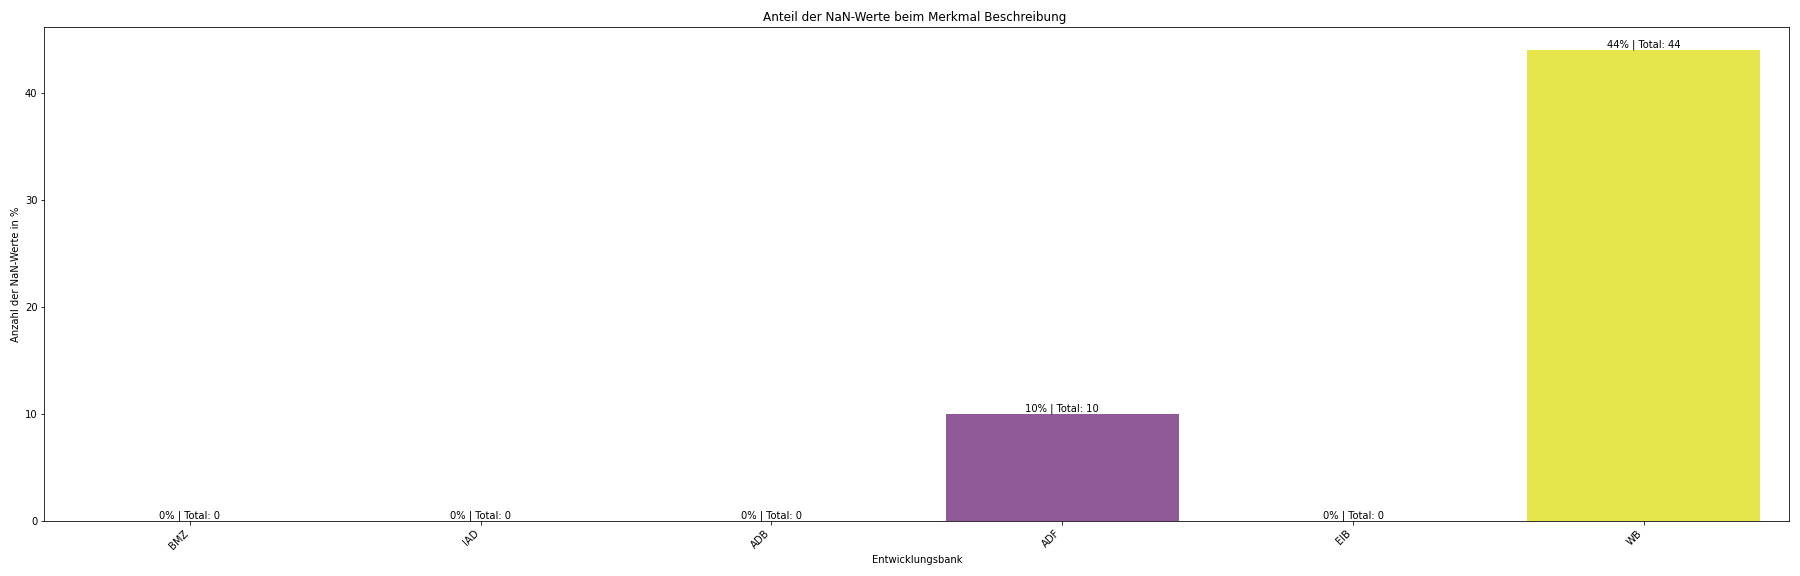 Anteil der NaN-Werte beim Merkmal Beschreibung
44% | Total: 44
40
30
Anzahl der NaN-Werte in %
20
10% | Total: 10
10
0% | Total: 0
0% | Total: 0
0% | Total: 0
0% | Total: 0
0
BMZ
IAD
ADB
ADF
EIB
WB
Entwicklungsbank